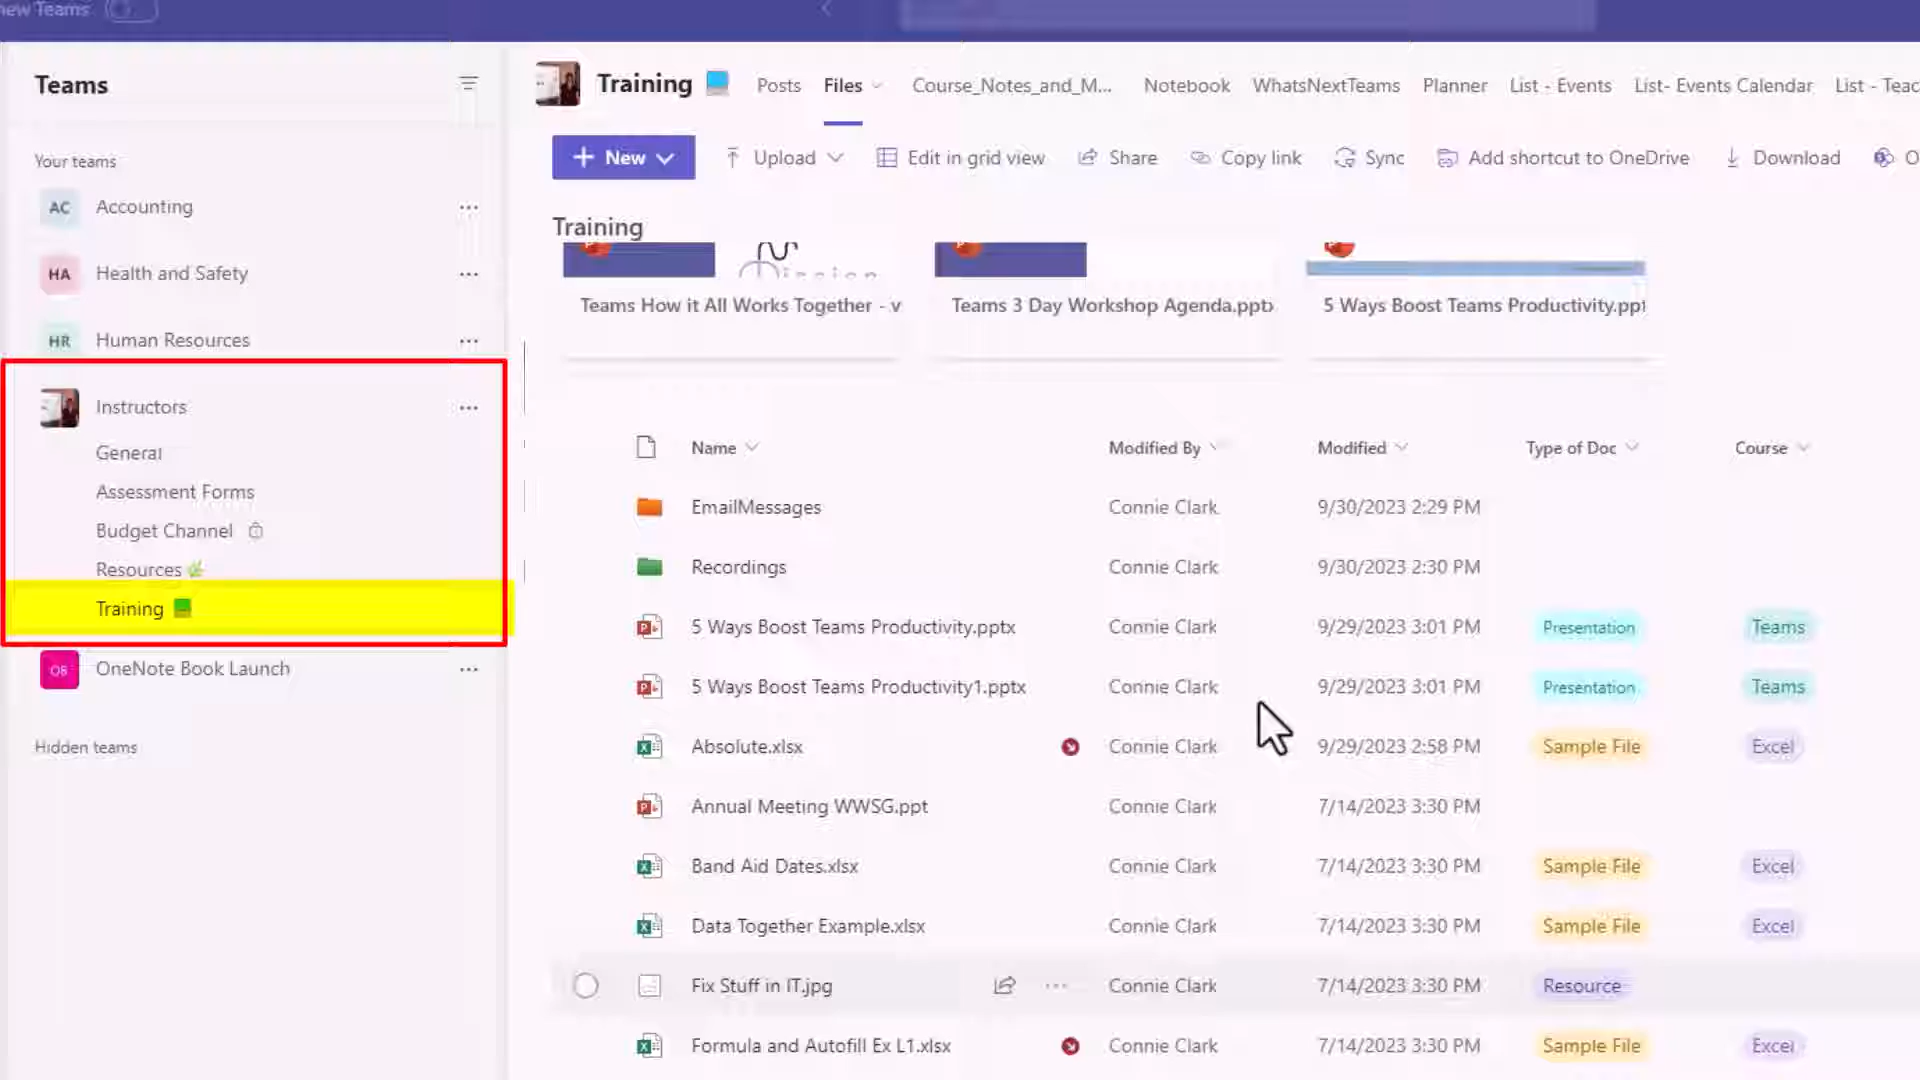 new Teams
Teams
Your teams
AC Accounting
HA Health and Safety
HR Human Resources
Instructors
General
Assessment Forms
Budget Channel
Resources
Training
OB OneNote Book Launch
Hidden teams
Training Posts Files Course_Notes_and_M... Notebook WhatsNextTeams Planner List - Events List- Events Calendar List - Teac
New Upload Edit in grid view Share Copy link Sync Add shortcut to OneDrive Download O
Training
Teams How it All Works Together - v Teams 3 Day Workshop Agenda.pptx 5 Ways Boost Teams Productivity.ppt
Name Modified By Modified Type of Doc Course
EmailMessages Connie Clark 9/30/2023 2:29 PM
Recordings Connie Clark 9/30/2023 2:30 PM
5 Ways Boost Teams Productivity.pptx Connie Clark 9/29/2023 3:01 PM Presentation Teams
5 Ways Boost Teams Productivity1.pptx Connie Clark 9/29/2023 3:01 PM Presentation Teams
Absolute.xlsx Connie Clark 9/29/2023 2:58 PM Sample File Excel
Annual Meeting WWSG.ppt Connie Clark 7/14/2023 3:30 PM
Band Aid Dates.xlsx Connie Clark 7/14/2023 3:30 PM Sample File Excel
Data Together Example.xlsx Connie Clark 7/14/2023 3:30 PM Sample File Excel
Fix Stuff in IT.jpg Connie Clark 7/14/2023 3:30 PM Resource
Formula and Autofill Ex L1.xlsx Connie Clark 7/14/2023 3:30 PM Sample File Excel